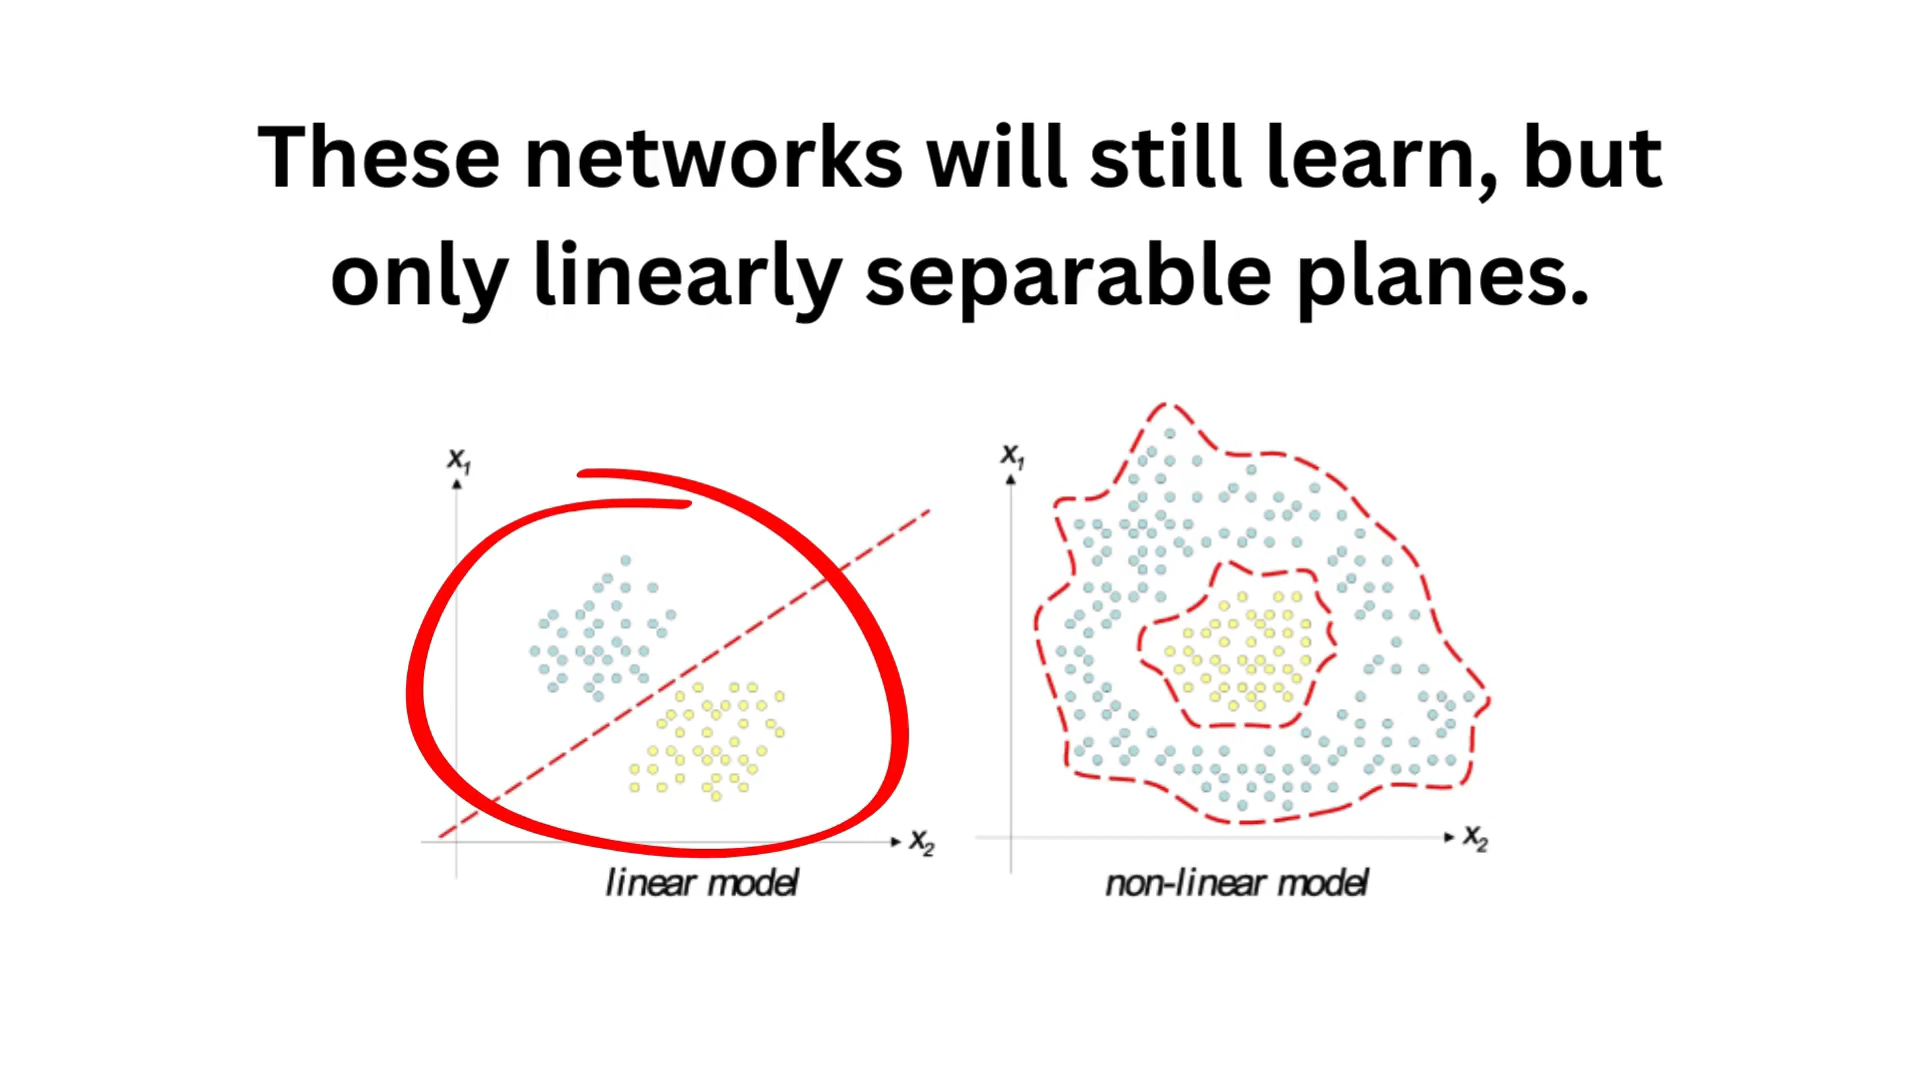 These networks will still learn, but
only linearly separable planes.
x1
x1
x2
x2
linear model
non-linear model